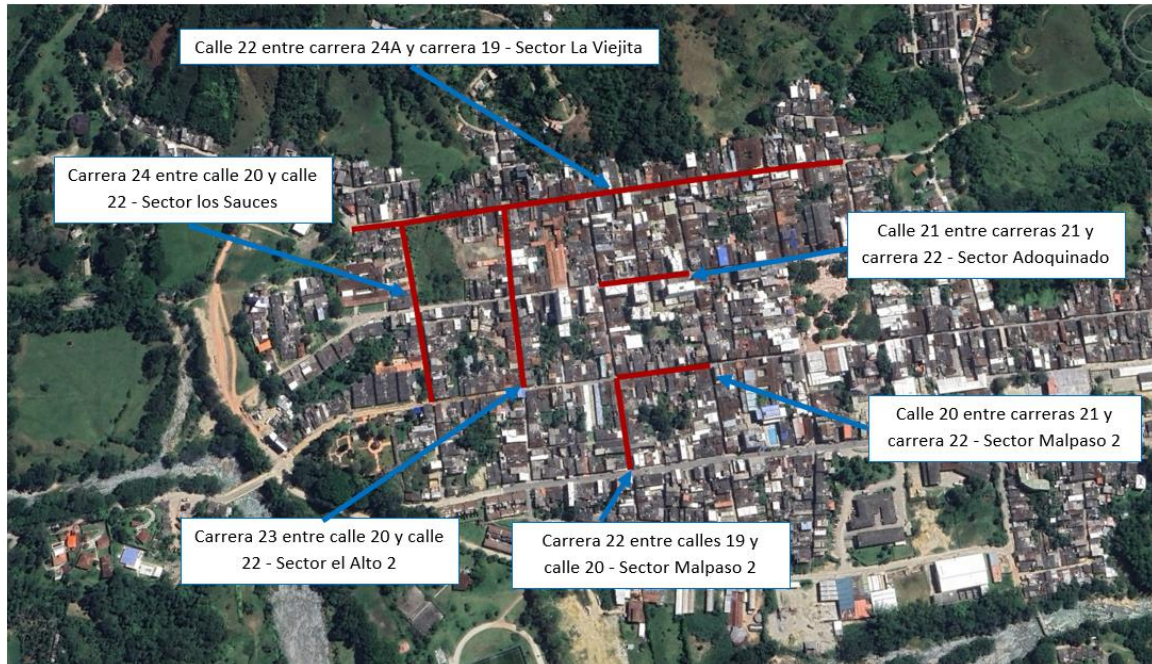 Calle 22 entre carrera 24A y carrera 19 - Sector La Viejita
Carrera 24 entre calle 20 y calle
22 - Sector los Sauces
Calle 21 entre carreras 21 y
carrera 22 - Sector Adoquinado
Calle 20 entre carreras 21 y
carrera 22 - Sector Malpaso 2
Carrera 23 entre calle 20 y calle
22 - Sector el Alto 2
Carrera 22 entre calles 19 y
calle 20 - Sector Malpaso 2